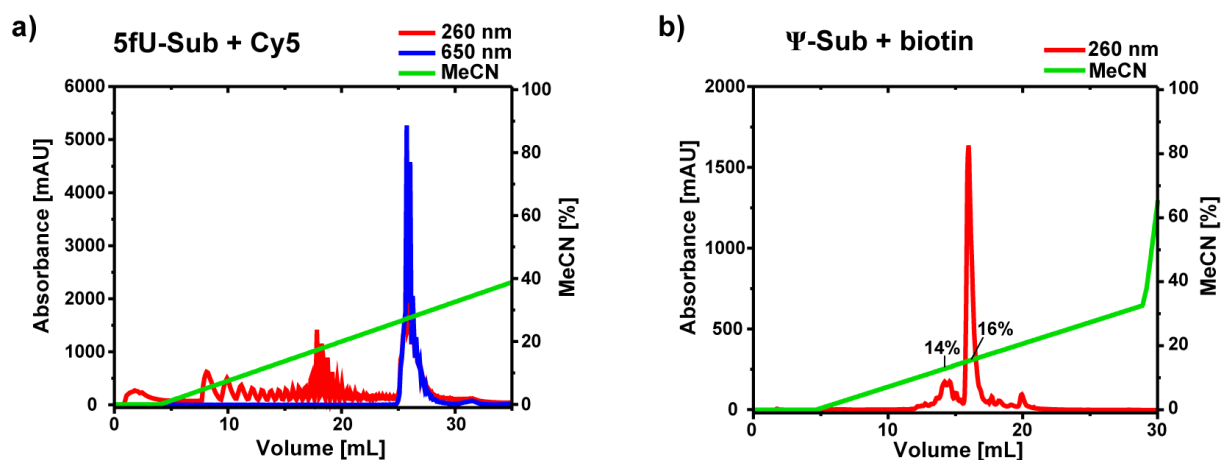 a)
5fU-Sub + Cy5
260 nm
650 nm
MeCN
6000
5000
4000
3000
2000
1000
0
Absorbance [mAU]
100
80
60
40
20
0
MeCN [%]
0
10
20
30
Volume [mL]
b)
Ψ-Sub + biotin
260 nm
MeCN
2000
1500
1000
500
0
Absorbance [mAU]
14%
16%
100
80
60
40
20
0
MeCN [%]
0
10
20
30
Volume [mL]